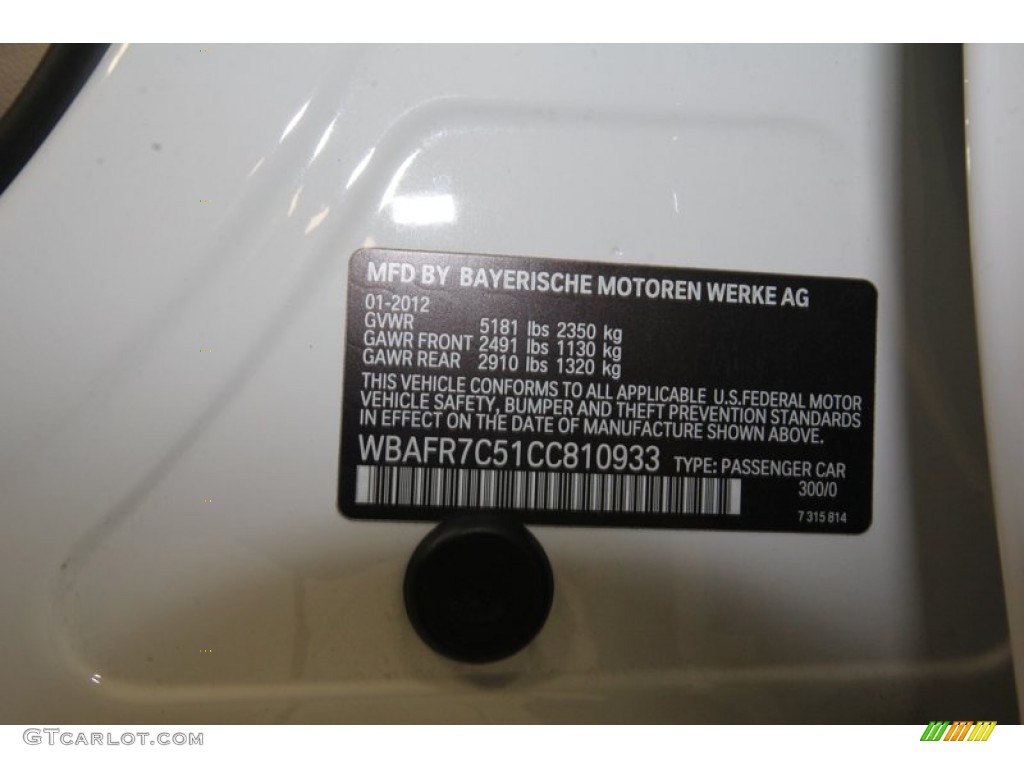 MFD BY BAYERISCHE MOTOREN WERKE AG
01-2012
GVWR 5181 lbs 2350 kg
GAWR FRONT 2491 lbs 1130 kg
GAWR REAR 2910 lbs 1320 kg
THIS VEHICLE CONFORMS TO ALL APPLICABLE U.S.FEDERAL MOTOR
VEHICLE SAFETY, BUMPER AND THEFT PREVENTION STANDARDS
IN EFFECT ON THE DATE OF MANUFACTURE SHOWN ABOVE.
WBAFR7C51CC810933 TYPE: PASSENGER CAR
300/0
7 315 814
GTCARLOT.COM